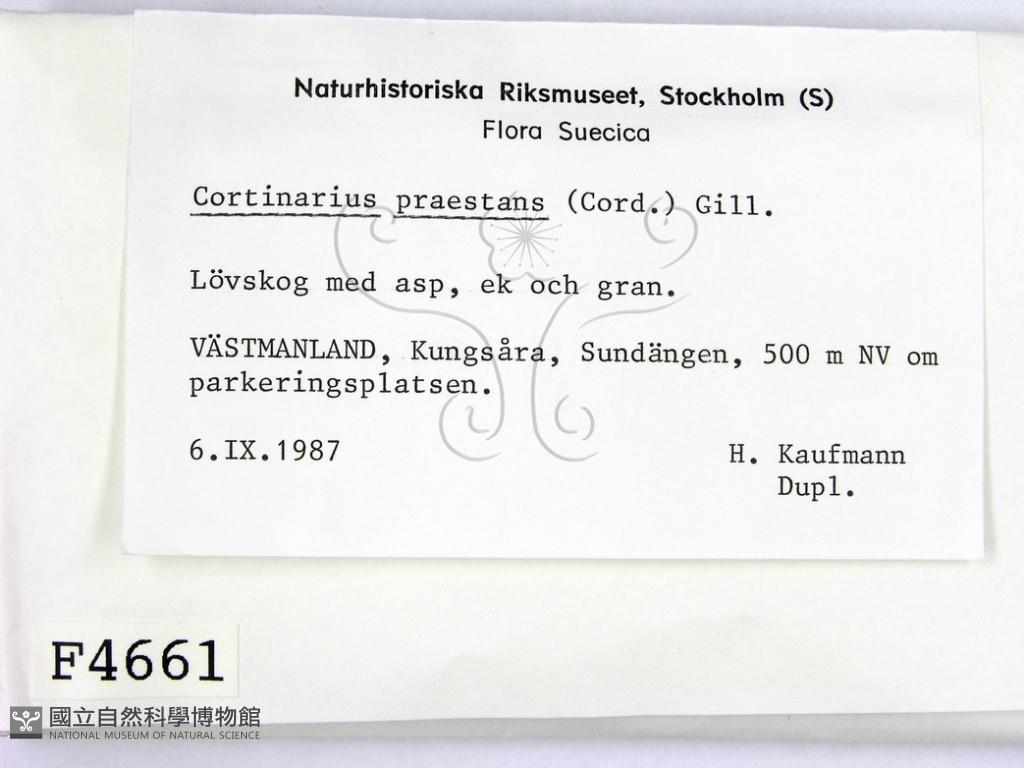 Naturhistoriska Riksmuseet, Stockholm (S)
Flora Suecica
Cortinarius praestans (Cord.) Gill.
Lövskog med asp, ek och gran.
VÄSTMANLAND, Kungsåra, Sundängen, 500 m NV om
parkeringsplatsen.
6.IX.1987
H. Kaufmann
Dupl.
F4661
國立自然科學博物館
NATIONAL MUSEUM OF NATURAL SCIENCE